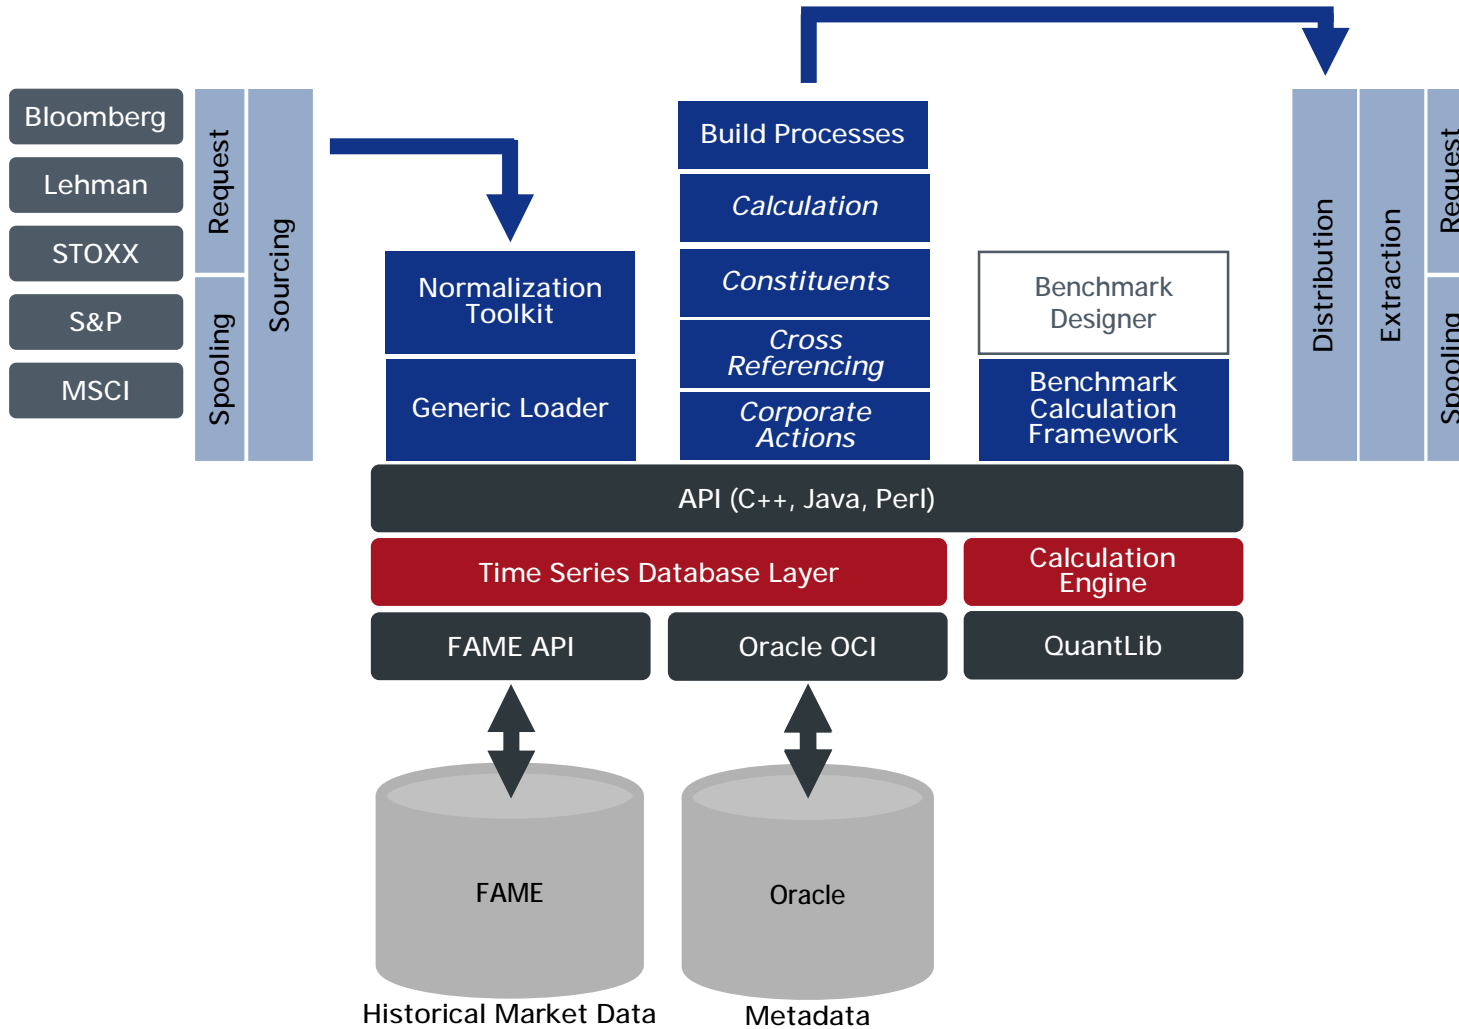 Bloomberg
Lehman
STOXX
S&P
MSCI
Request
Spooling
Sourcing
Normalization
Toolkit
Generic Loader
Build Processes
Calculation
Constituents
Cross
Referencing
Corporate
Actions
Benchmark
Designer
Benchmark
Calculation
Framework
Distribution
Extraction
Request
Spooling
API (C++, Java, Perl)
Time Series Database Layer
Calculation
Engine
FAME API
Oracle OCI
QuantLib
FAME
Oracle
Historical Market Data
Metadata